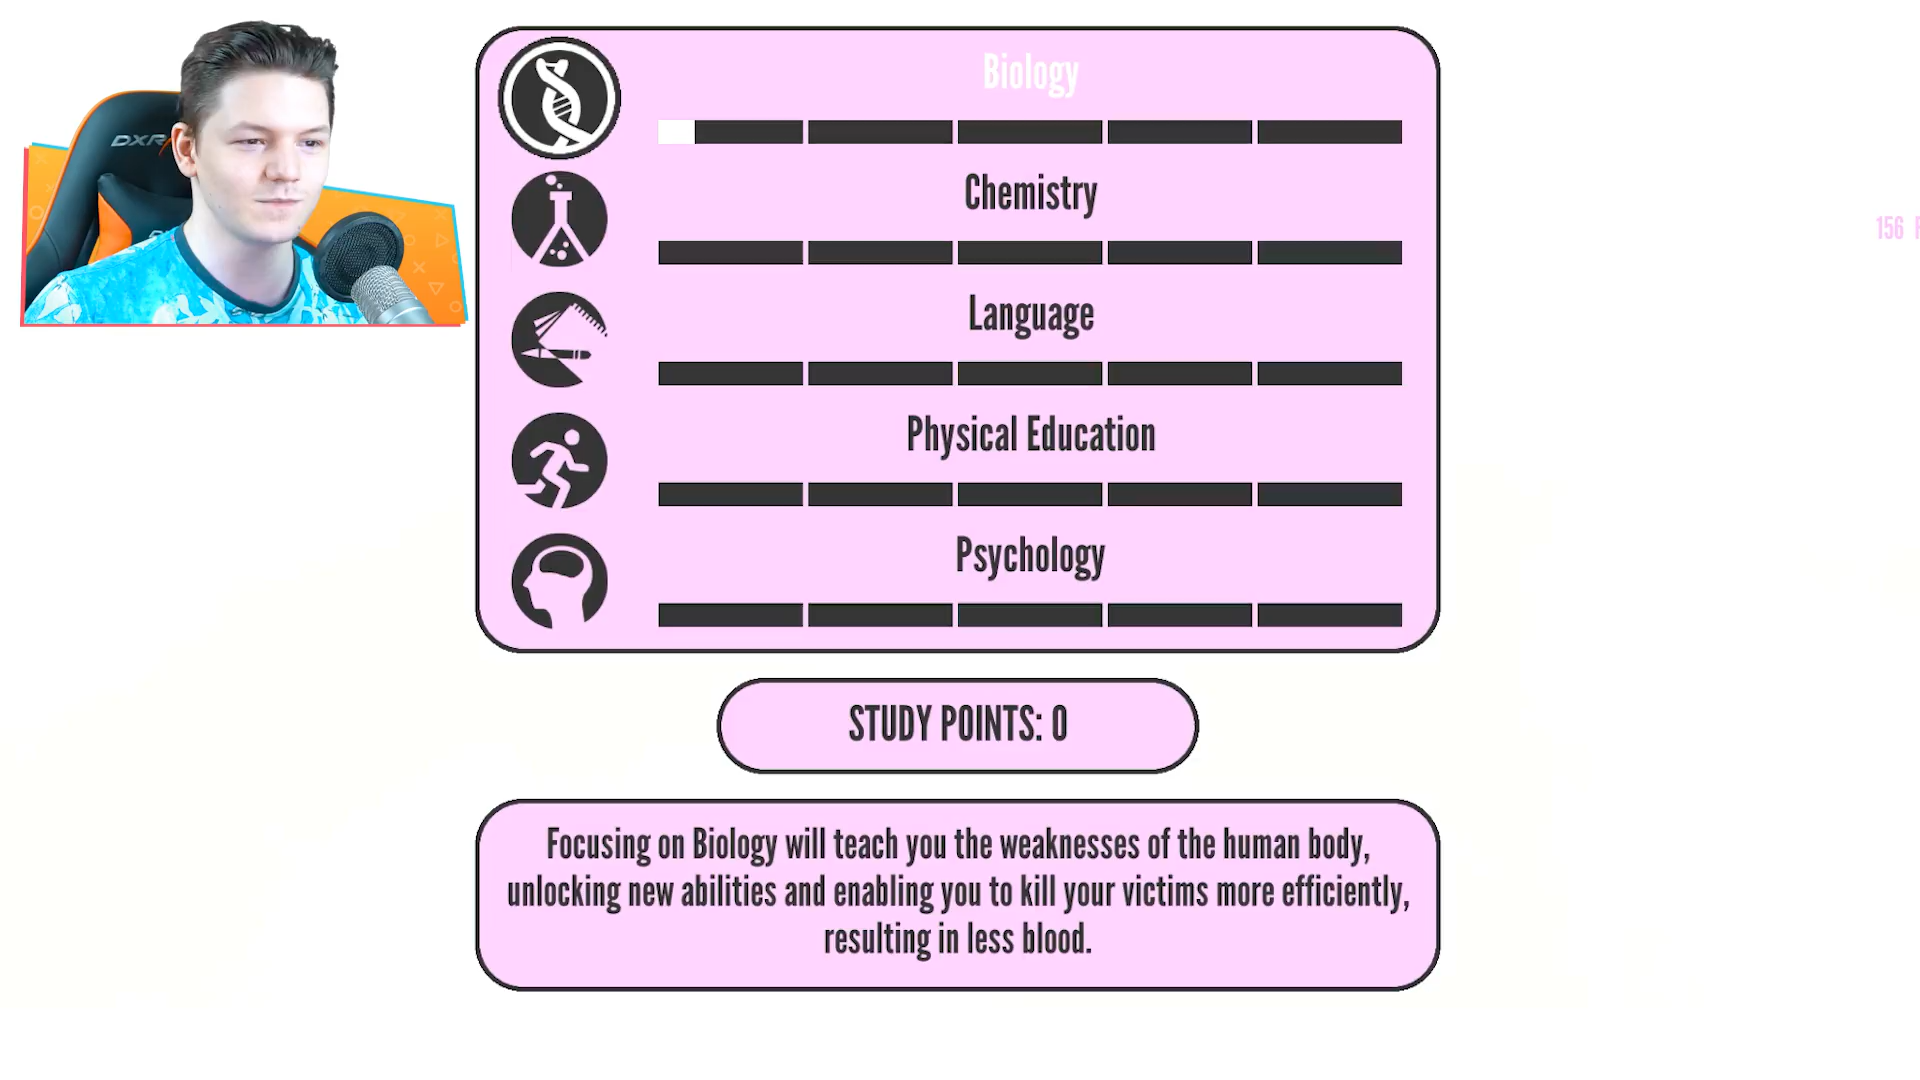 DXR
Biology
Chemistry
Language
Physical Education
Psychology
156
STUDY POINTS: 0
Focusing on Biology will teach you the weaknesses of the human body,
unlocking new abilities and enabling you to kill your victims more efficiently,
resulting in less blood.